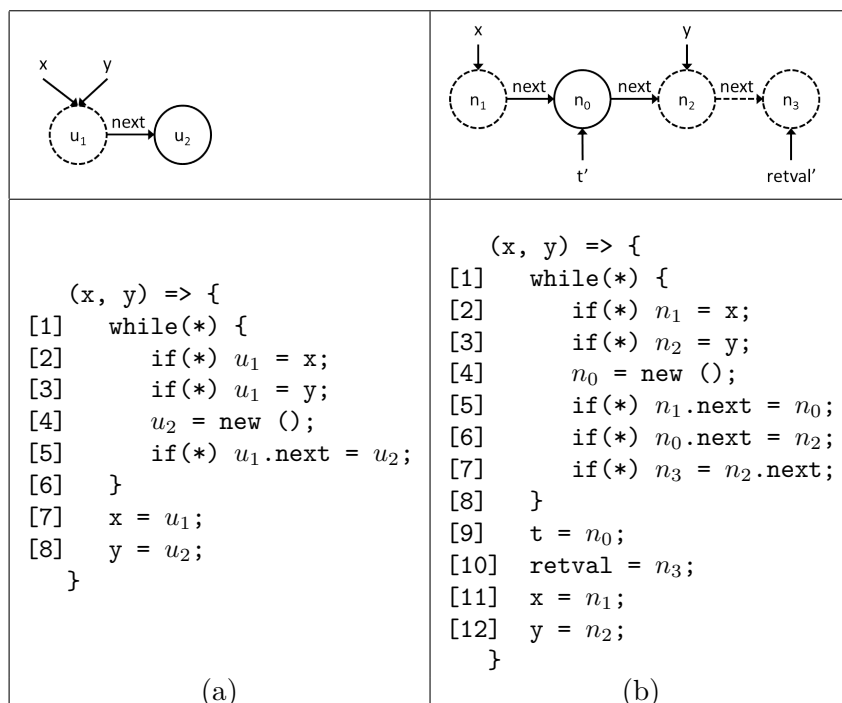 x y
next
u1 u2
x y
next next next
n1 n0 n2 n3
t’ retval’
(x, y) => {
[1] while(*) {
[2] if(*) u1 = x;
[3] if(*) u1 = y;
[4] u2 = new ();
[5] if(*) u1.next = u2;
[6] }
[7] x = u1;
[8] y = u2;
}
(a)
(x, y) => {
[1] while(*) {
[2] if(*) n1 = x;
[3] if(*) n2 = y;
[4] n0 = new ();
[5] if(*) n1.next = n0;
[6] if(*) n0.next = n2;
[7] if(*) n3 = n2.next;
[8] }
[9] t = n0;
[10] retval = n3;
[11] x = n1;
[12] y = n2;
}
(b)